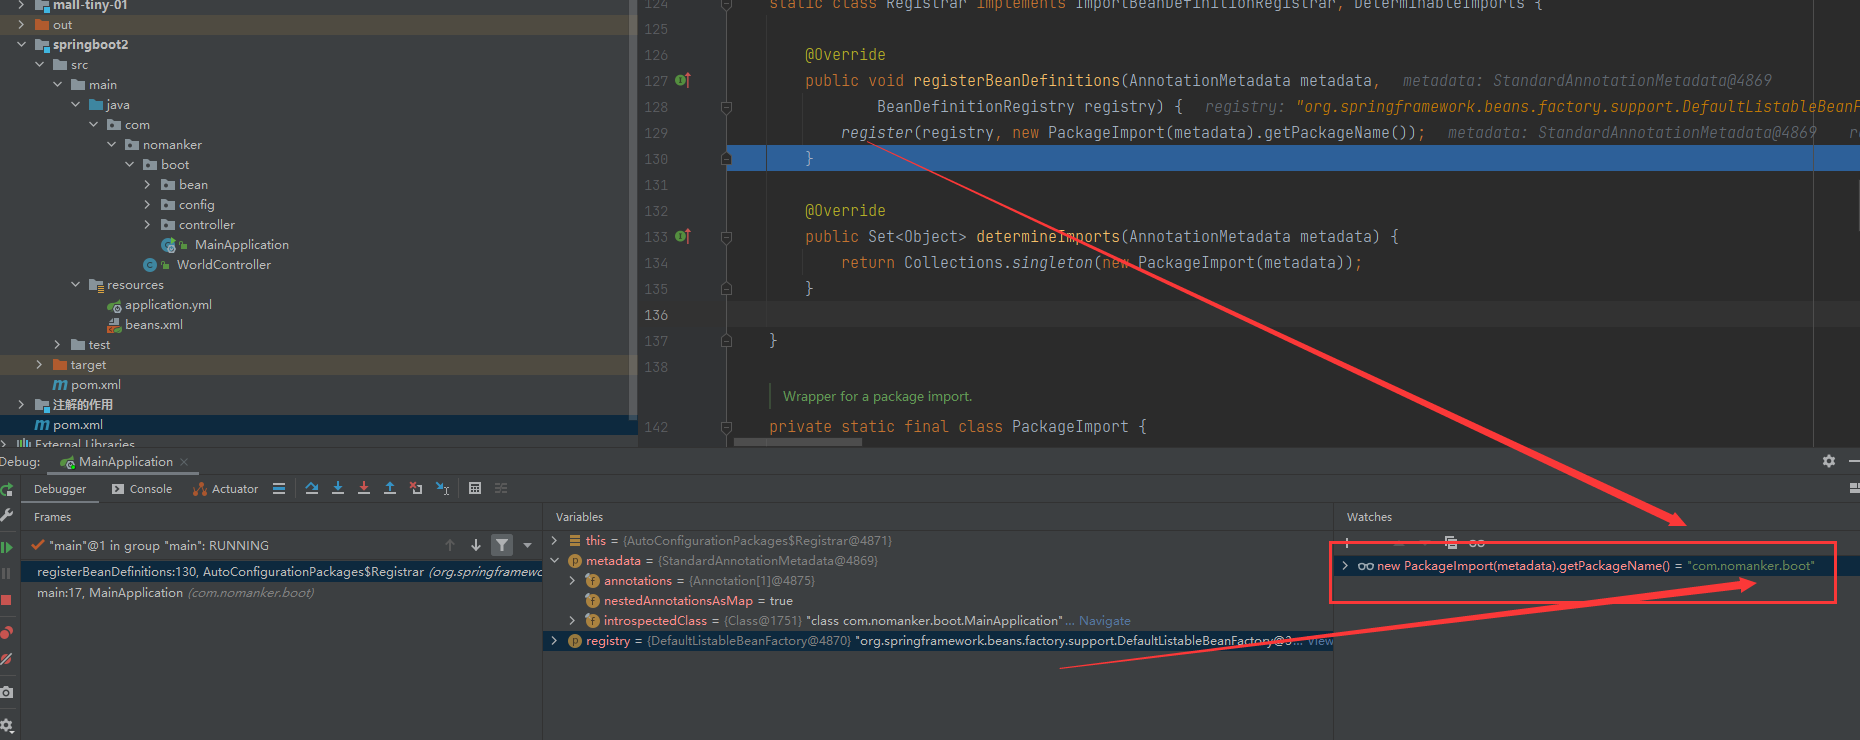 mall-tiny-01
out
springboot2
src
main
java
com
nomanker
boot
bean
config
controller
MainApplication
WorldController
resources
application.yml
beans.xml
test
target
pom.xml
注解的作用
pom.xml
External Libraries
124 static class Registrar implements ImportBeanDefinitionRegistrar, DeterminableImports {
125
126 @Override
127 public void registerBeanDefinitions(AnnotationMetadata metadata, metadata: StandardAnnotationMetadata@4869
128 BeanDefinitionRegistry registry) { registry: "org.springframework.beans.factory.support.DefaultListableBeanF
129 register(registry, new PackageImport(metadata).getPackageName()); metadata: StandardAnnotationMetadata@4869 re
130 }
131
132 @Override
133 public Set<Object> determineImports(AnnotationMetadata metadata) {
134 return Collections.singleton(new PackageImport(metadata));
135 }
136
137 }
138
Wrapper for a package import.
142 private static final class PackageImport {
Debug: MainApplication
Debugger Console Actuator
Frames
"main"@1 in group "main": RUNNING
registerBeanDefinitions:130, AutoConfigurationPackages$Registrar (org.springframewo
main:17, MainApplication (com.nomanker.boot)
Variables
this = {AutoConfigurationPackages$Registrar@4871}
metadata = {StandardAnnotationMetadata@4869}
annotations = {Annotation[1]@4875}
nestedAnnotationsAsMap = true
introspectedClass = {Class@1751} "class com.nomanker.boot.MainApplication"... Navigate
registry = {DefaultListableBeanFactory@4870} "org.springframework.beans.factory.support.DefaultListableBeanFactory@3... View
Watches
new PackageImport(metadata).getPackageName() = "com.nomanker.boot"